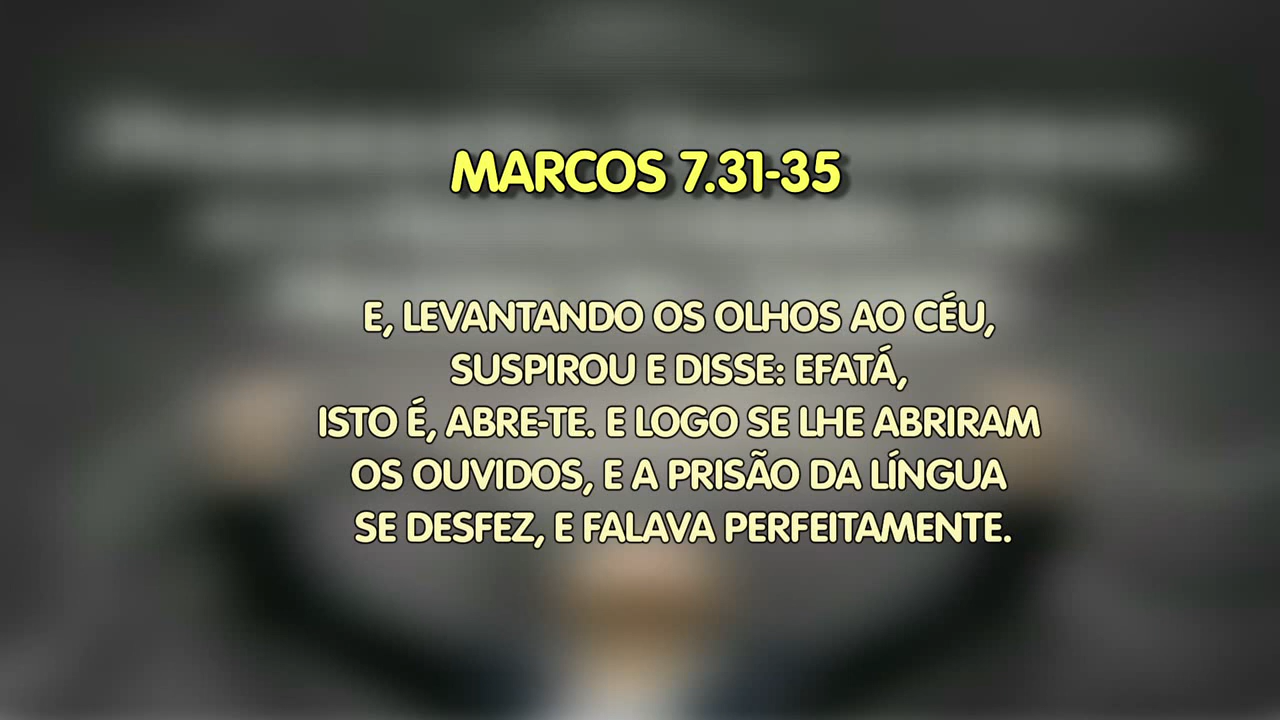 MARCOS 7.31-35
E, LEVANTANDO OS OLHOS AO CÉU,
SUSPIROU E DISSE: EFATÁ,
ISTO É, ABRE-TE. E LOGO SE LHE ABRIRAM
OS OUVIDOS, E A PRISÃO DA LÍNGUA
SE DESFEZ, E FALAVA PERFEITAMENTE.